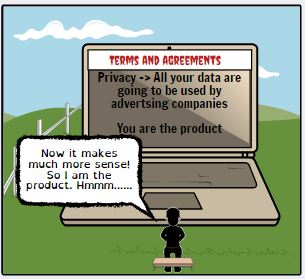 TERMS AND AGREEMENTS
Privacy -> All your data are
going to be used by
advertsing companies
You are the product
Now it makes
much more sense!
So I am the
product. Hmmm......